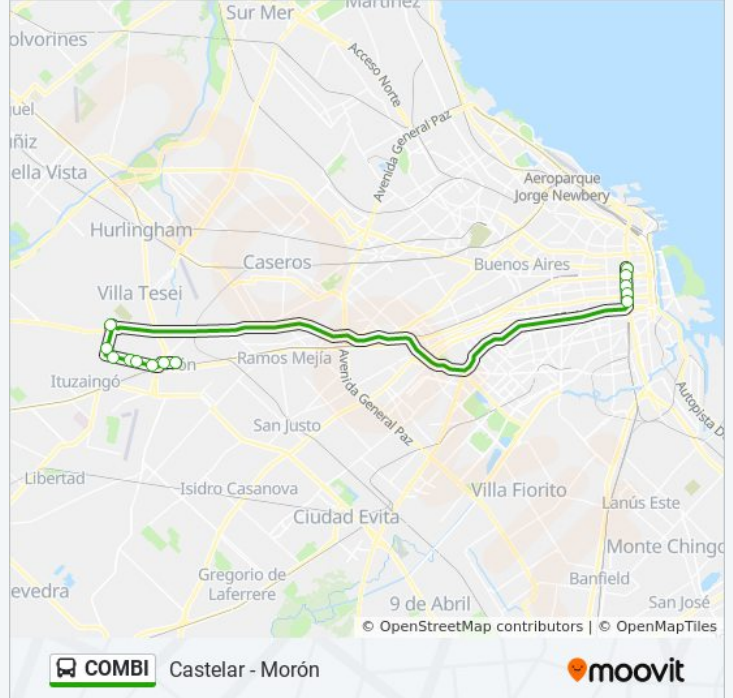 Sur Mer
Martínez
olvorines
Acceso Norte
uel
ñiz
Avenida General Paz
ella Vista
Aeroparque
Jorge Newbery
Hurlingham
Caseros
Buenos Aires
Villa Tesei
Ramos Mejía
ón
Ituzaingó
Avenida General Paz
Autopista D
San Justo
Libertad
Isidro Casanova
Villa Fiorito
Lanús Este
Ciudad Evita
Monte Ching
Gregorio de
Laferrere
Banfield
evedra
9 de Abril
San José
© OpenStreetMap contributors | © OpenMapTiles
COMBI Castelar - Morón
moovit